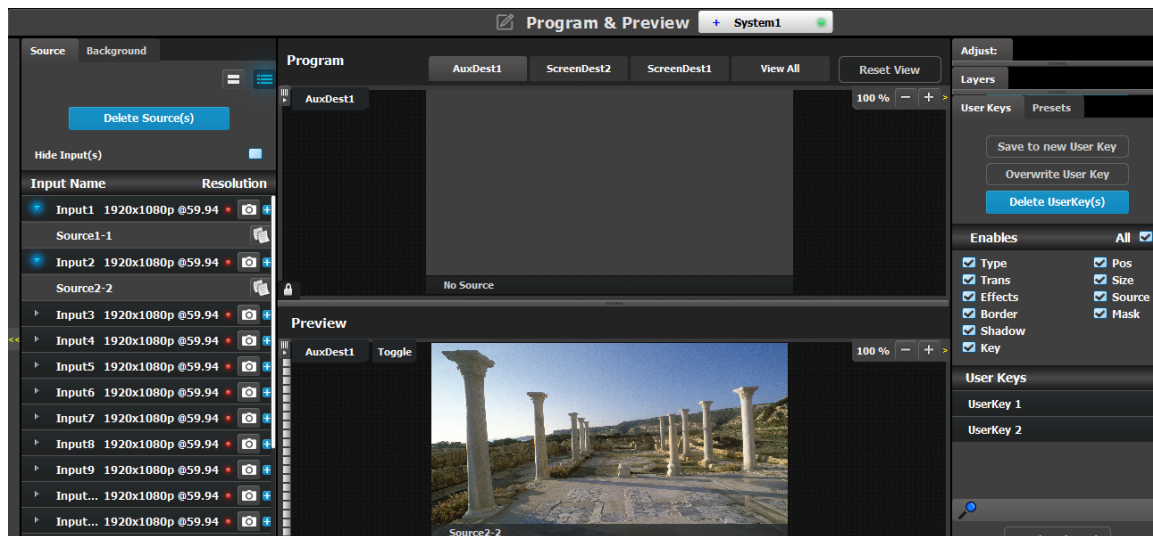 Program & Preview + System1
Source Background
Delete Source(s)
Hide Input(s)
Input Name Resolution
Input1 1920x1080p @59.94
Source1-1
Input2 1920x1080p @59.94
Source2-2
Input3 1920x1080p @59.94
Input4 1920x1080p @59.94
Input5 1920x1080p @59.94
Input6 1920x1080p @59.94
Input7 1920x1080p @59.94
Input8 1920x1080p @59.94
Input9 1920x1080p @59.94
Input... 1920x1080p @59.94
Input... 1920x1080p @59.94
<<
Program
AuxDest1 ScreenDest2 ScreenDest1 View All Reset View
AuxDest1 100 % − + >
No Source
Preview
AuxDest1 Toggle 100 % − + >
Source2-2
Adjust:
Layers
User Keys Presets
Save to new User Key
Overwrite User Key
Delete UserKey(s)
Enables All
Type Pos
Trans Size
Effects Source
Border Mask
Shadow
Key
User Keys
UserKey 1
UserKey 2